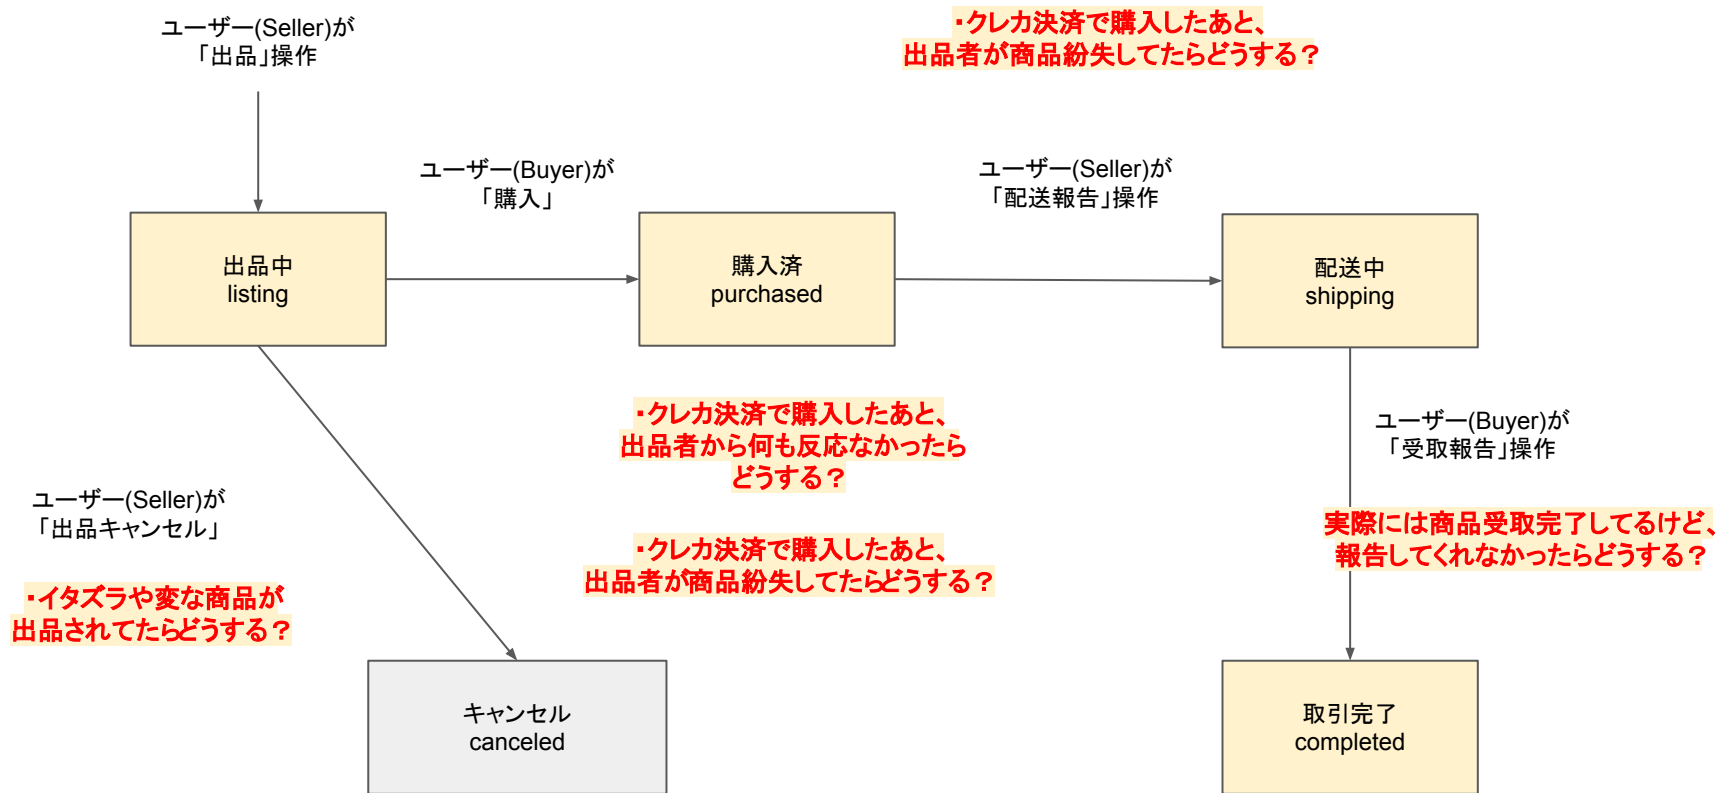 ユーザー(Seller)が
「出品」操作
・クレカ決済で購入したあと、
出品者が商品紛失してたらどうする？
ユーザー(Buyer)が
「購入」
ユーザー(Seller)が
「配送報告」操作
出品中
listing
購入済
purchased
配送中
shipping
・クレカ決済で購入したあと、
出品者から何も反応なかったら
どうする？
ユーザー(Buyer)が
「受取報告」操作
ユーザー(Seller)が
「出品キャンセル」
・クレカ決済で購入したあと、
出品者が商品紛失してたらどうする？
実際には商品受取完了してるけど、
報告してくれなかったらどうする？
・イタズラや変な商品が
出品されてたらどうする？
キャンセル
canceled
取引完了
completed